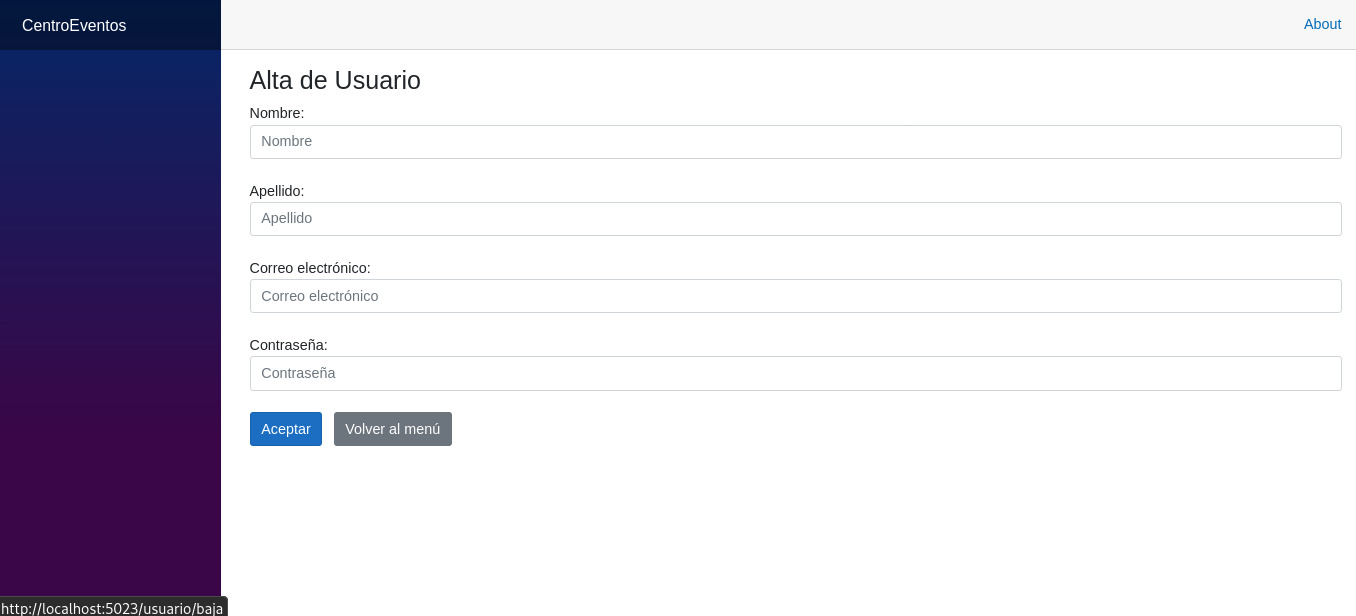 CentroEventos
About
Alta de Usuario
Nombre:
Nombre
Apellido:
Apellido
Correo electrónico:
Correo electrónico
Contraseña:
Contraseña
Aceptar Volver al menú
http://localhost:5023/usuario/baja